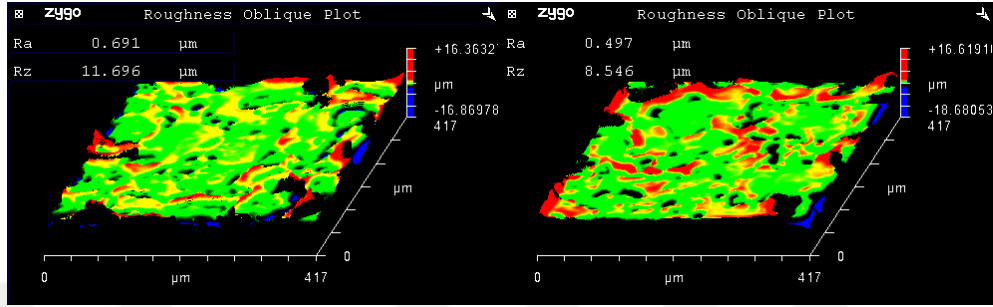 zygo Roughness Oblique Plot
Ra 0.691 µm
Rz 11.696 µm
+16.3632
µm
-16.86978
417
µm
0
0 µm 417
zygo Roughness Oblique Plot
Ra 0.497 µm
Rz 8.546 µm
+16.6191
µm
-18.68053
417
µm
0
0 µm 417